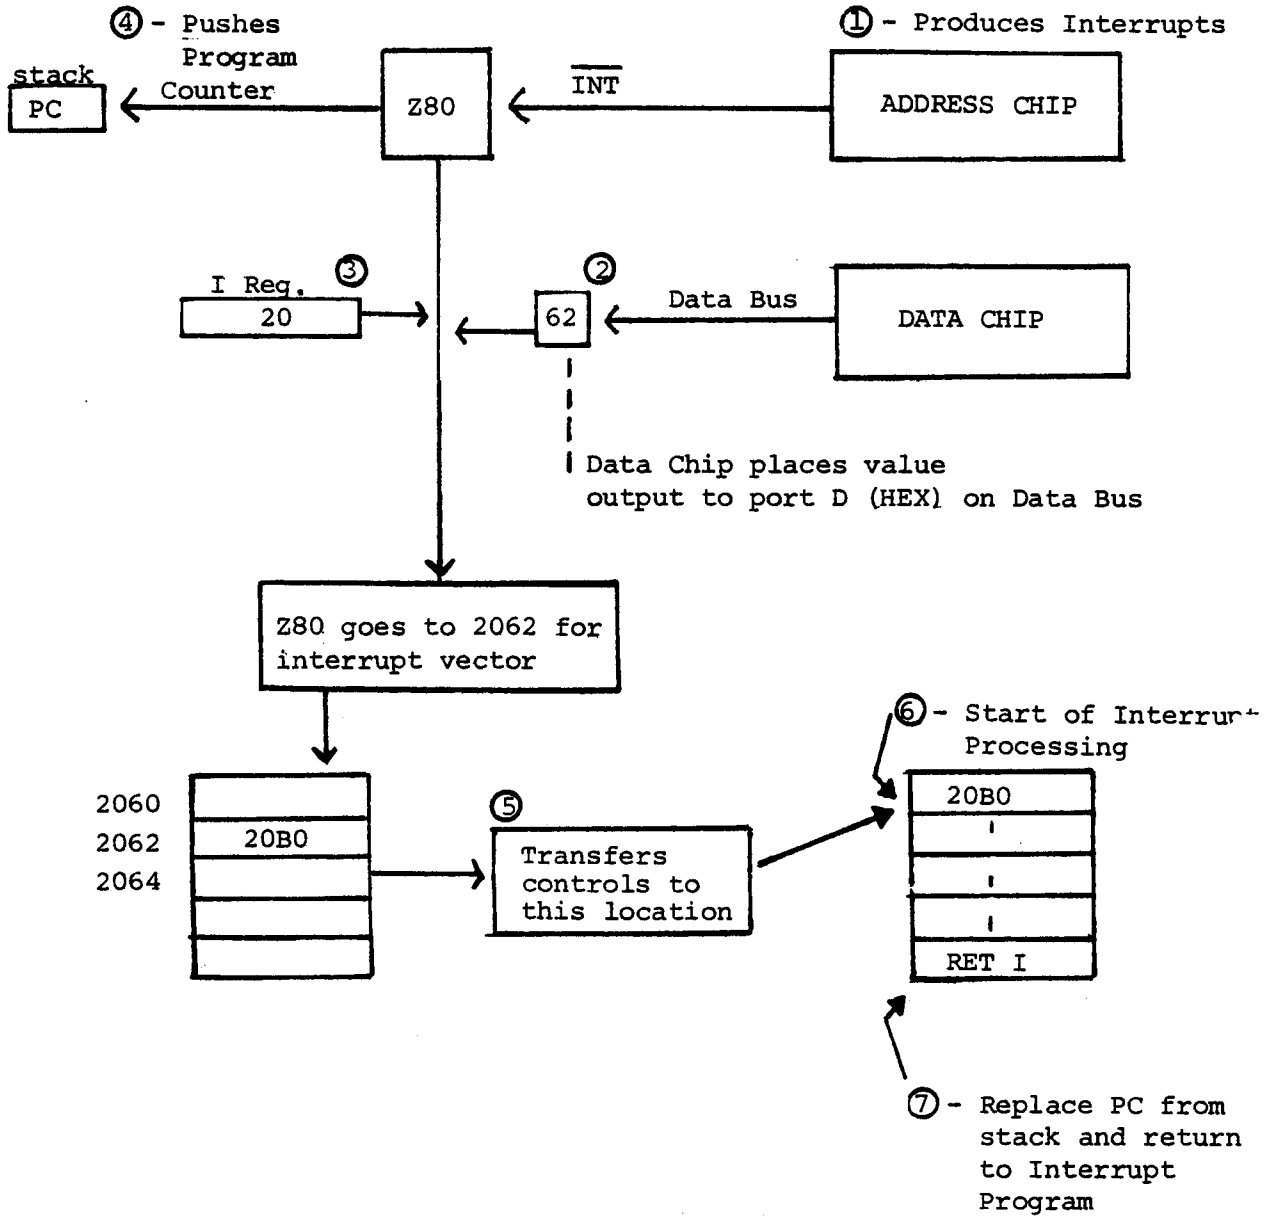 ④ - Pushes
Program
Counter
① - Produces Interrupts
stack
PC
Z80
INT
ADDRESS CHIP
I Reg.
③
20
②
62
Data Bus
DATA CHIP
Data Chip places value
output to port D (HEX) on Data Bus
Z80 goes to 2062 for
interrupt vector
⑥ - Start of Interrupt
Processing
2060
2062
2064
20B0
⑤
Transfers
controls to
this location
20B0
RET I
⑦ - Replace PC from
stack and return
to Interrupt
Program